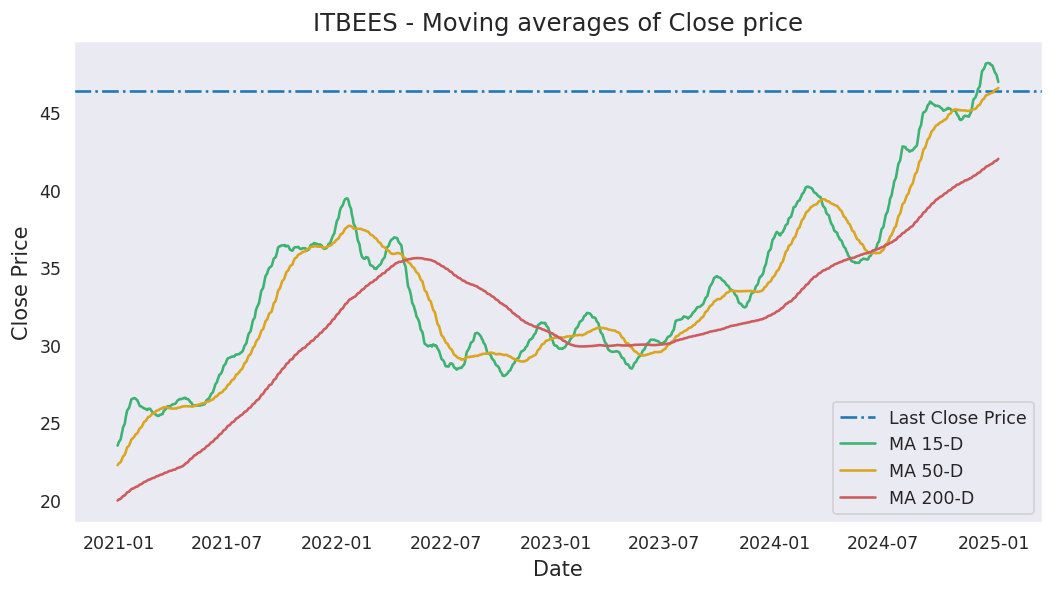 ITBEES - Moving averages of Close price
Close Price
45
40
35
30
25
20
Last Close Price
MA 15-D
MA 50-D
MA 200-D
2021-01 2021-07 2022-01 2022-07 2023-01 2023-07 2024-01 2024-07 2025-01
Date